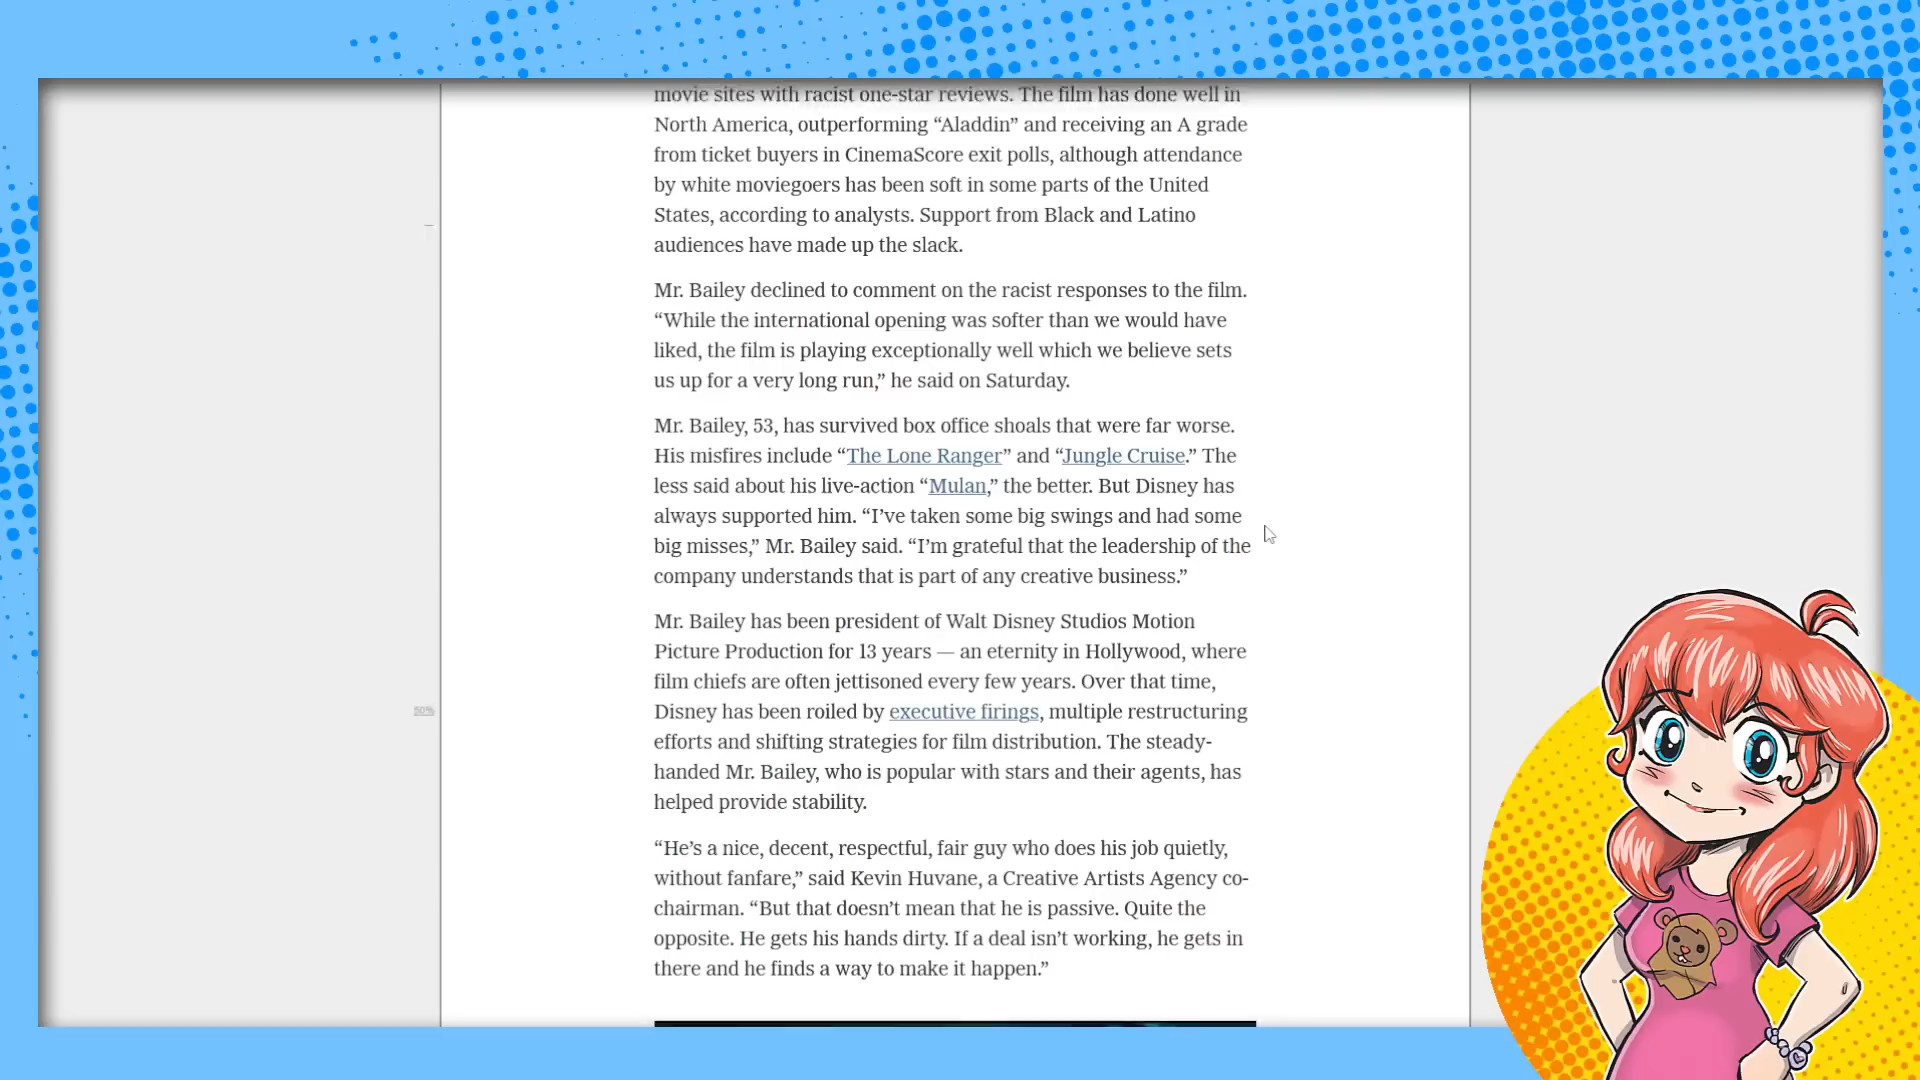 movie sites with racist one-star reviews. The film has done well in
North America, outperforming “Aladdin” and receiving an A grade
from ticket buyers in CinemaScore exit polls, although attendance
by white moviegoers has been soft in some parts of the United
States, according to analysts. Support from Black and Latino
audiences have made up the slack.
Mr. Bailey declined to comment on the racist responses to the film.
“While the international opening was softer than we would have
liked, the film is playing exceptionally well which we believe sets
us up for a very long run,” he said on Saturday.
Mr. Bailey, 53, has survived box office shoals that were far worse.
His misfires include “The Lone Ranger” and “Jungle Cruise.” The
less said about his live-action “Mulan,” the better. But Disney has
always supported him. “I’ve taken some big swings and had some
big misses,” Mr. Bailey said. “I’m grateful that the leadership of the
company understands that is part of any creative business.”
Mr. Bailey has been president of Walt Disney Studios Motion
Picture Production for 13 years — an eternity in Hollywood, where
film chiefs are often jettisoned every few years. Over that time,
Disney has been roiled by executive firings, multiple restructuring
efforts and shifting strategies for film distribution. The steady-
handed Mr. Bailey, who is popular with stars and their agents, has
helped provide stability.
50%
“He’s a nice, decent, respectful, fair guy who does his job quietly,
without fanfare,” said Kevin Huvane, a Creative Artists Agency co-
chairman. “But that doesn’t mean that he is passive. Quite the
opposite. He gets his hands dirty. If a deal isn’t working, he gets in
there and he finds a way to make it happen.”